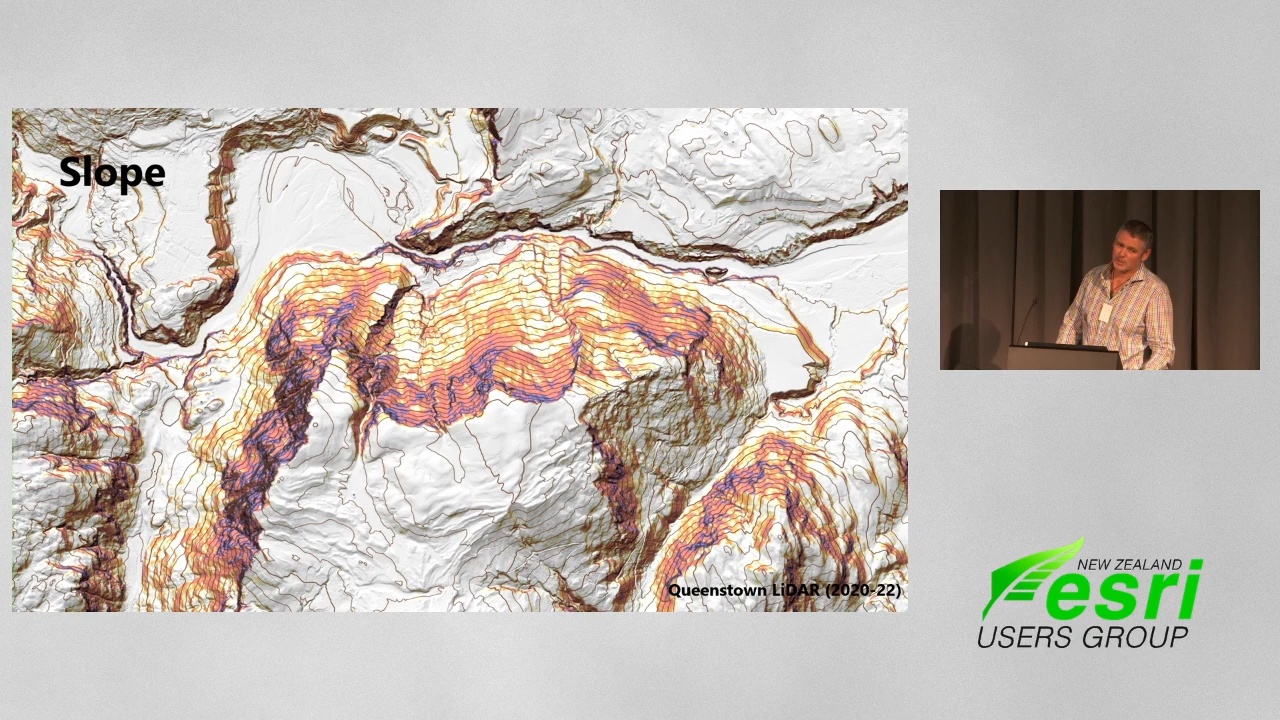 Slope
Queenstown LiDAR (2020-22)
NEW ZEALAND
esri
USERS GROUP